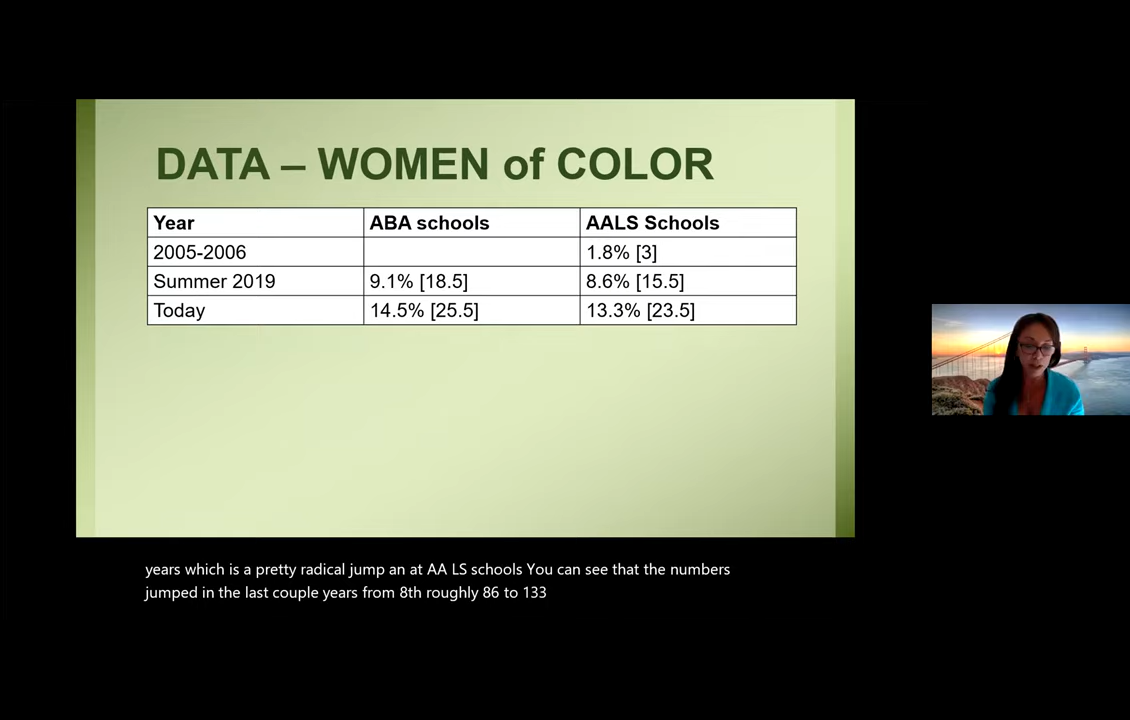 DATA – WOMEN of COLOR
Year ABA schools AALS Schools
2005-2006 1.8% [3]
Summer 2019 9.1% [18.5] 8.6% [15.5]
Today 14.5% [25.5] 13.3% [23.5]
years which is a pretty radical jump an at AA LS schools You can see that the numbers
jumped in the last couple years from 8th roughly 86 to 133